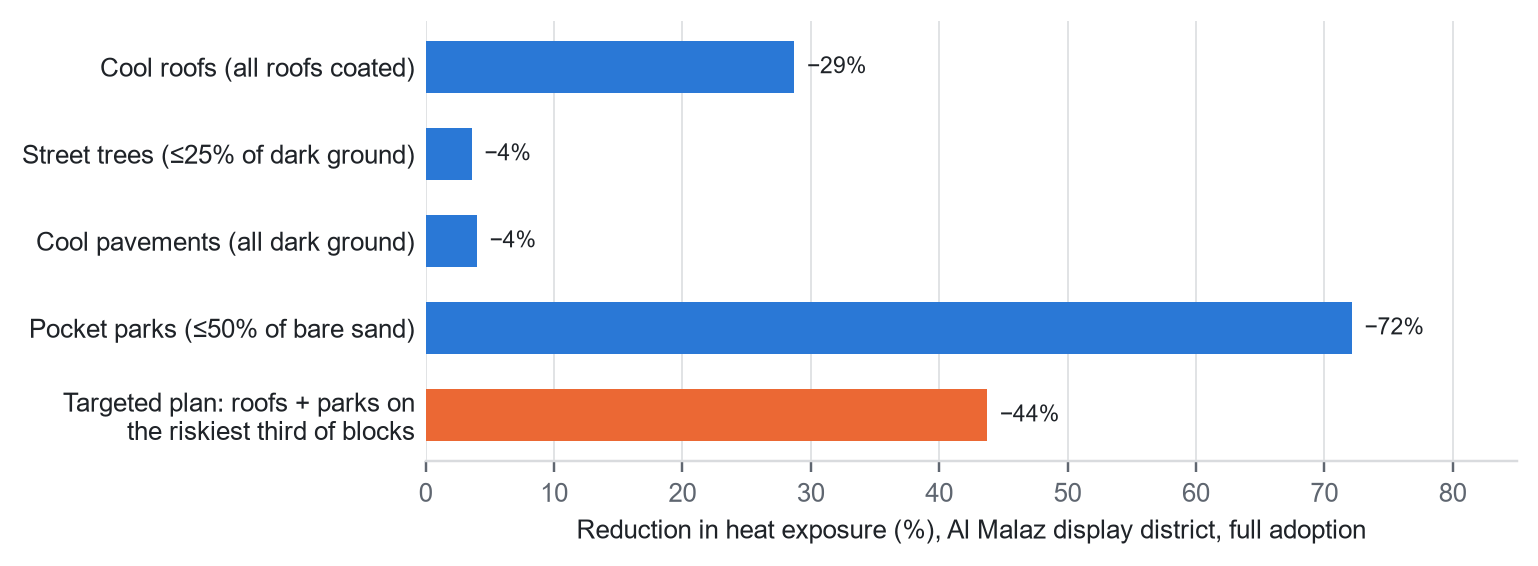 Cool roofs (all roofs coated)
−29%
Street trees (≤25% of dark ground)
−4%
Cool pavements (all dark ground)
−4%
Pocket parks (≤50% of bare sand)
−72%
Targeted plan: roofs + parks on
the riskiest third of blocks
−44%
0 10 20 30 40 50 60 70 80
Reduction in heat exposure (%), Al Malaz display district, full adoption